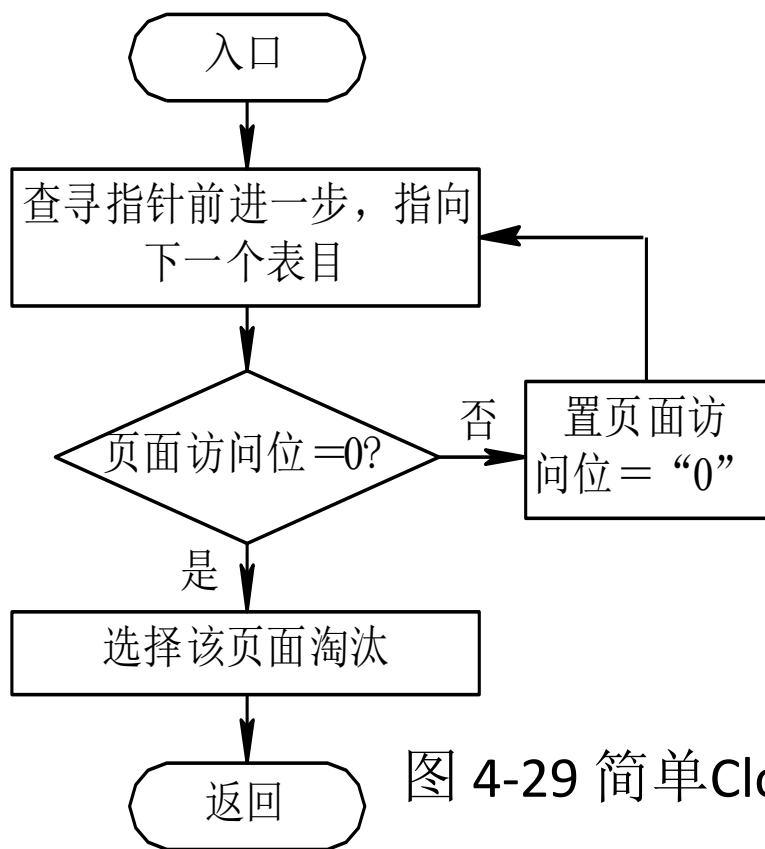 入口
查寻指针前进一步，指向
下一个表目
页面访问位＝0?
否
置页面访
问位＝“0”
是
选择该页面淘汰
返回
图 4-29 简单Clo